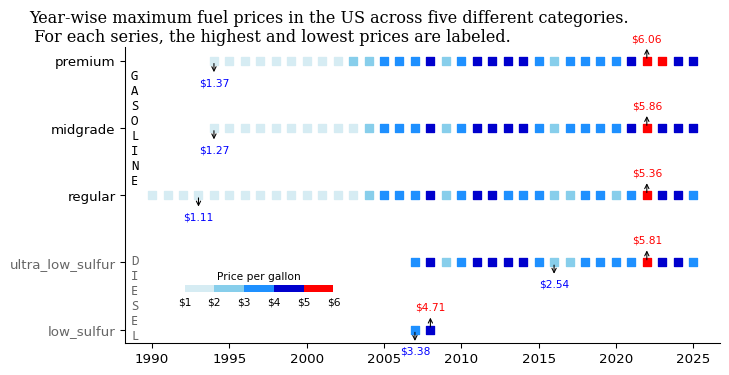 Year-wise maximum fuel prices in the US across five different categories.
For each series, the highest and lowest prices are labeled.
$6.06
premium
$1.37
$5.86
midgrade
$1.27
$5.36
regular
$1.11
GASOLINE
$5.81
ultra_low_sulfur
$2.54
DIESEL
Price per gallon
$1 $2 $3 $4 $5 $6
$4.71
low_sulfur
$3.38
1990 1995 2000 2005 2010 2015 2020 2025